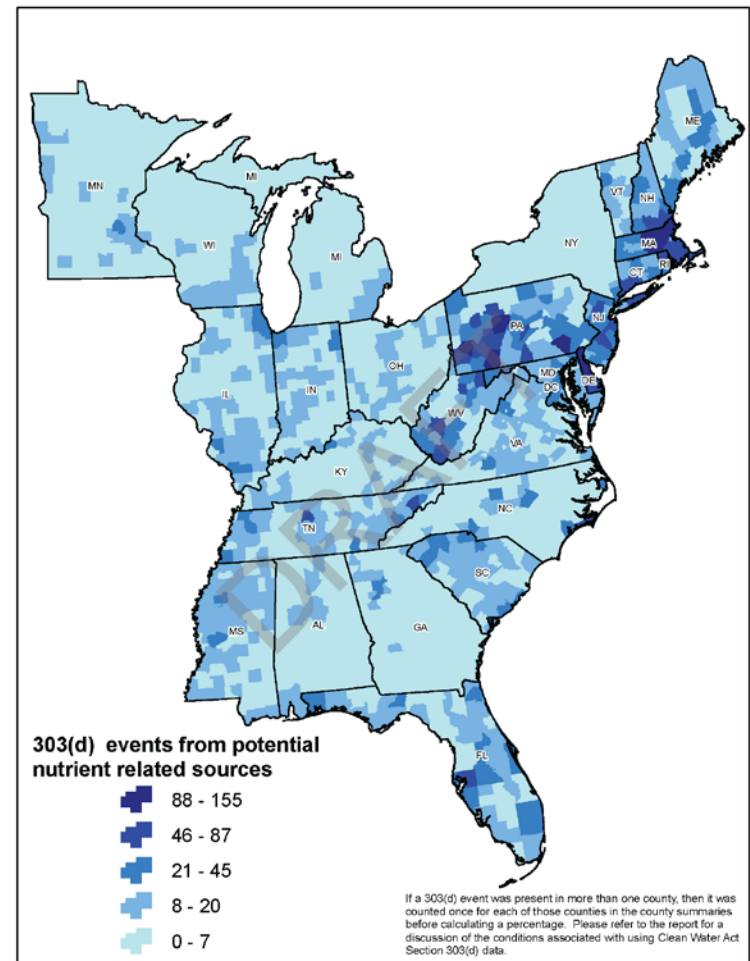 ME
MN
MI
VT
NH
WI
NY
MA
MI
CT
RI
PA
NJ
OH
MD
DE
IL
IN
DC
WV
VA
KY
NC
TN
SC
MS
AL
GA
FL
DRAFT
303(d) events from potential
nutrient related sources
88 - 155
46 - 87
21 - 45
8 - 20
0 - 7
If a 303(d) event was present in more than one county, then it was
counted once for each of those counties in the county summaries
before calculating a percentage. Please refer to the report for a
discussion of the conditions associated with using Clean Water Act
Section 303(d) data.